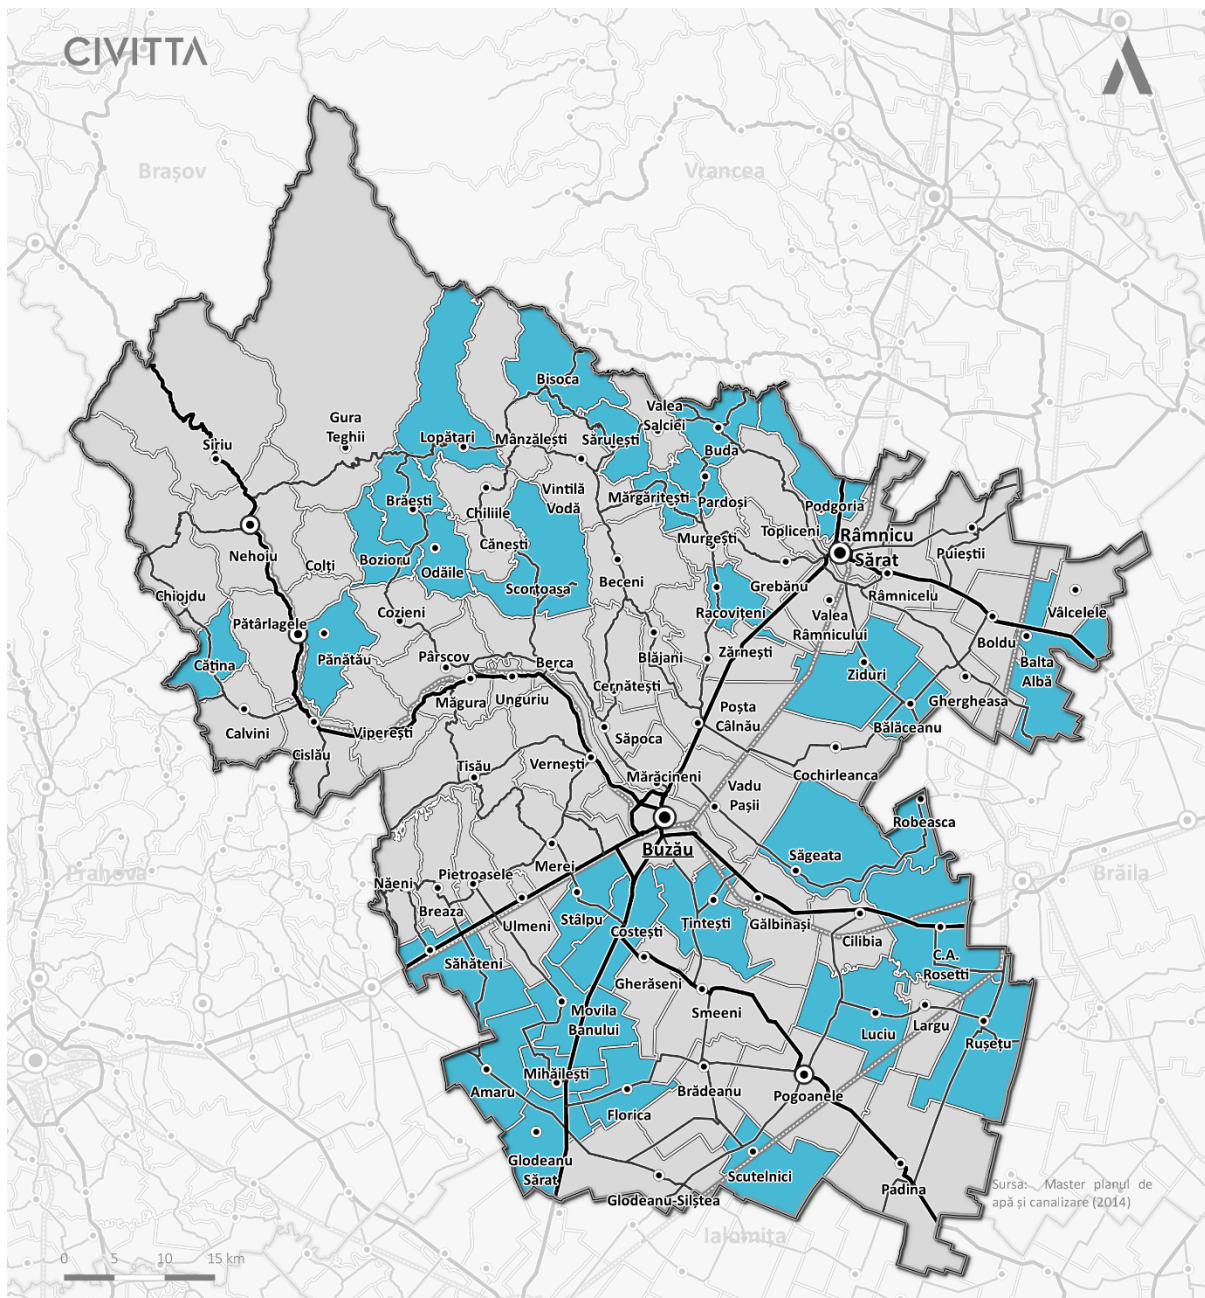 CIVITTA
Brașov
Vrancea
Bisoca
Gura
Teghii
Valea
Salciei
Siriu
Lopătari
Mânzălești
Sărulești
Buda
Brăești
Vintilă
Vodă
Mărgăritești
Pardoși
Podgoria
Chiliile
Topliceni
Râmnicu
Sărat
Nehoiu
Colți
Bozioru
Odăile
Cănești
Murgești
Puieștii
Scorțoasa
Beceni
Grebănu
Râmnicelu
Chiojdu
Cozieni
Racovițeni
Valea
Râmnicului
Vâlcelele
Pătârlagele
Boldu
Cătina
Pănătău
Pârscov
Berca
Blăjani
Zărnești
Balta
Albă
Măgura
Unguriu
Cernătești
Ziduri
Ghergheasa
Calvini
Viperești
Poșta
Câlnău
Bălăceanu
Cislău
Săpoca
Tisău
Vernești
Mărăcineni
Cochirleanca
Vadu
Pașii
Robeasca
Buzău
Săgeata
Prahova
Merei
Brăila
Năeni
Pietroasele
Breaza
Ulmeni
Stâlpu
Costești
Țintești
Gălbinași
Cilibia
Săhăteni
C.A.
Rosetti
Gherăseni
Movila
Banului
Smeeni
Luciu
Largu
Rușețu
Mihăilești
Amaru
Brădeanu
Pogoanele
Florica
Glodeanu
Sărat
Scutelnici
Padina
Glodeanu-Siliștea
Sursa: Master planul de
apă și canalizare (2014)
Ialomița
0 5 10 15 km